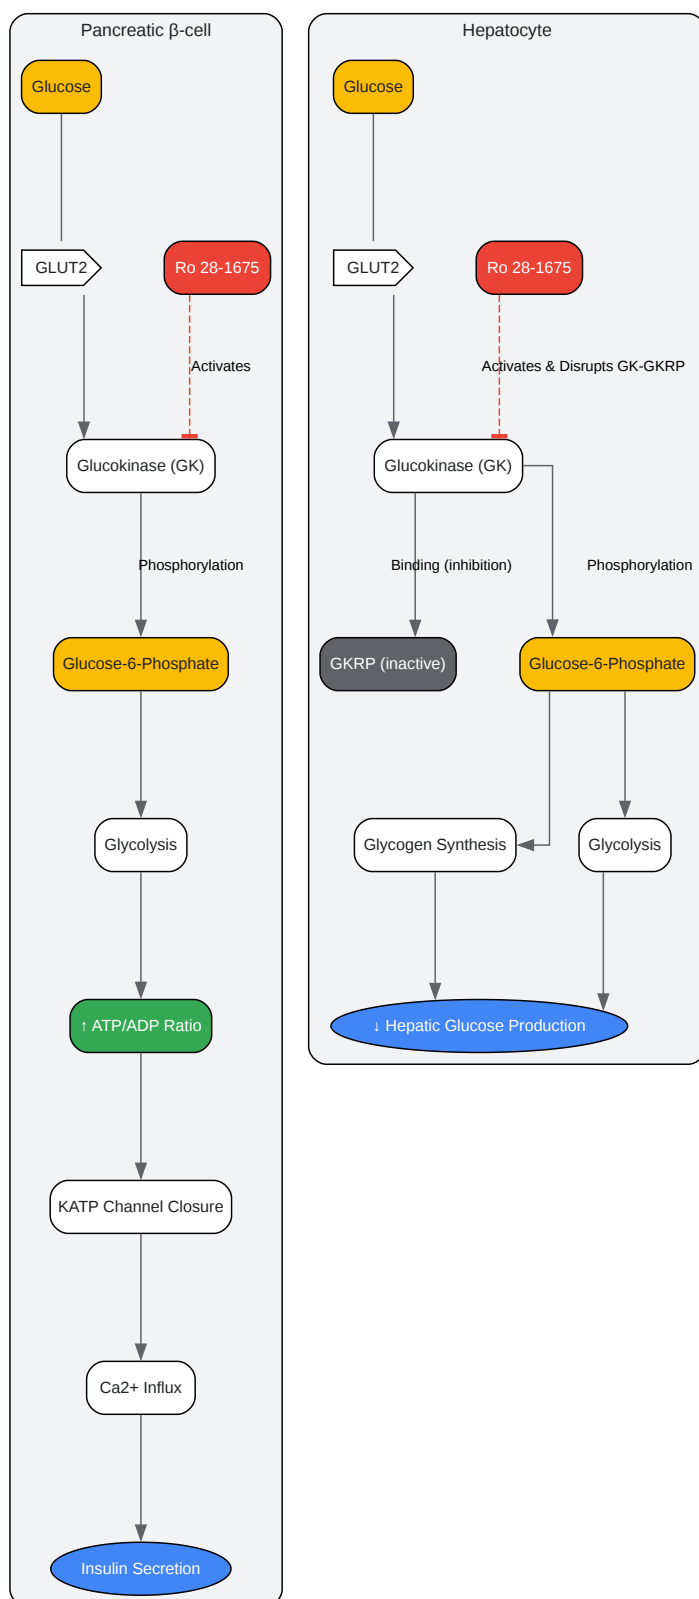 Pancreatic β-cell
Glucose
GLUT2
Ro 28-1675
Activates
Glucokinase (GK)
Phosphorylation
Glucose-6-Phosphate
Glycolysis
↑ ATP/ADP Ratio
KATP Channel Closure
Ca2+ Influx
Insulin Secretion
Hepatocyte
Glucose
GLUT2
Ro 28-1675
Activates & Disrupts GK-GKRP
Glucokinase (GK)
Binding (inhibition)
Phosphorylation
GKRP (inactive)
Glucose-6-Phosphate
Glycogen Synthesis
Glycolysis
↓ Hepatic Glucose Production